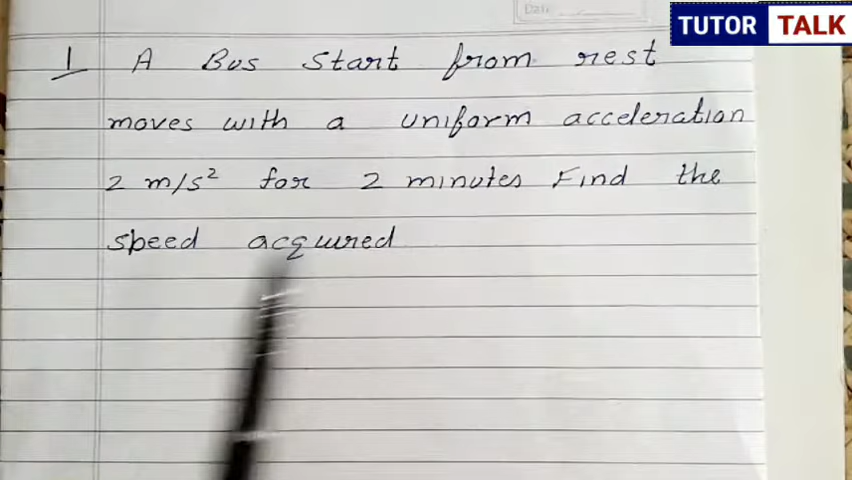 Date
TUTOR TALK
1 A Bus Start from rest
moves with a uniform acceleration
2 m/s² for 2 minutes Find the
speed acqured